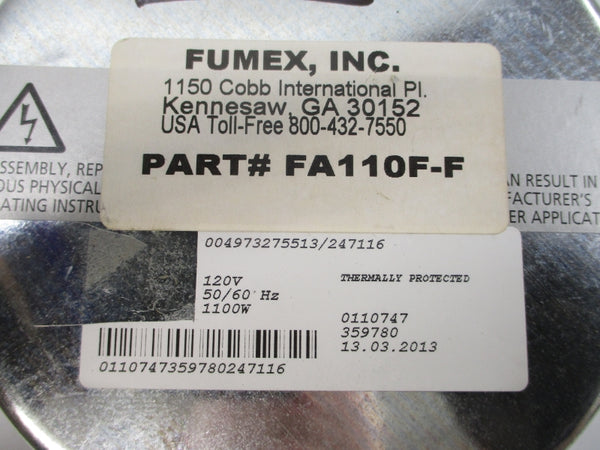 FUMEX, INC.
1150 Cobb International Pl.
Kennesaw, GA 30152
USA Toll-Free 800-432-7550
PART# FA110F-F
SSEMBLY, REP
OUS PHYSICAL
ATING INSTRU
AN RESULT IN
FACTURER'S
ER APPLICAT
004973275513/247116
120V
THERMALLY PROTECTED
50/60 Hz
1100W
0110747
359780
13.03.2013
0110747359780247116